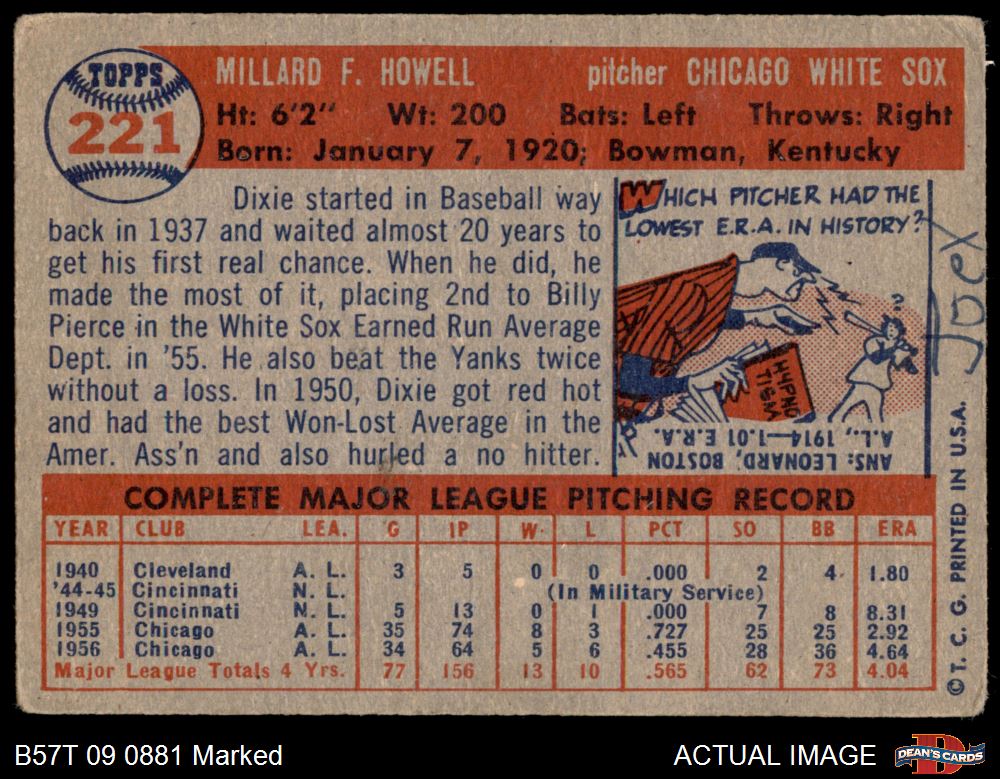 TOPPS
221
MILLARD F. HOWELL pitcher CHICAGO WHITE SOX
Ht: 6'2" Wt: 200 Bats: Left Throws: Right
Born: January 7, 1920; Bowman, Kentucky
Dixie started in Baseball way
back in 1937 and waited almost 20 years to
get his first real chance. When he did, he
made the most of it, placing 2nd to Billy
Pierce in the White Sox Earned Run Average
Dept. in '55. He also beat the Yanks twice
without a loss. In 1950, Dixie got red hot
and had the best Won-Lost Average in the
Amer. Ass'n and also hurled a no hitter.
WHICH PITCHER HAD THE
LOWEST E.R.A. IN HISTORY?
?
HYPNO
TISM
ANS: LEONARD, BOSTON
A.L., 1914—1.01 E.R.A.
COMPLETE MAJOR LEAGUE PITCHING RECORD
YEAR CLUB LEA. G IP W L PCT SO BB ERA
1940 Cleveland A. L. 3 5 0 0 .000 2 4 1.80
'44-45 Cincinnati N. L. (In Military Service)
1949 Cincinnati N. L. 5 13 0 1 .000 7 8 8.31
1955 Chicago A. L. 35 74 8 3 .727 25 25 2.92
1956 Chicago A. L. 34 64 5 6 .455 28 36 4.64
Major League Totals 4 Yrs. 77 156 13 10 .565 62 73 4.04
© T. C. G. PRINTED IN U.S.A.
B57T 09 0881 Marked
ACTUAL IMAGE
DEAN'S CARDS